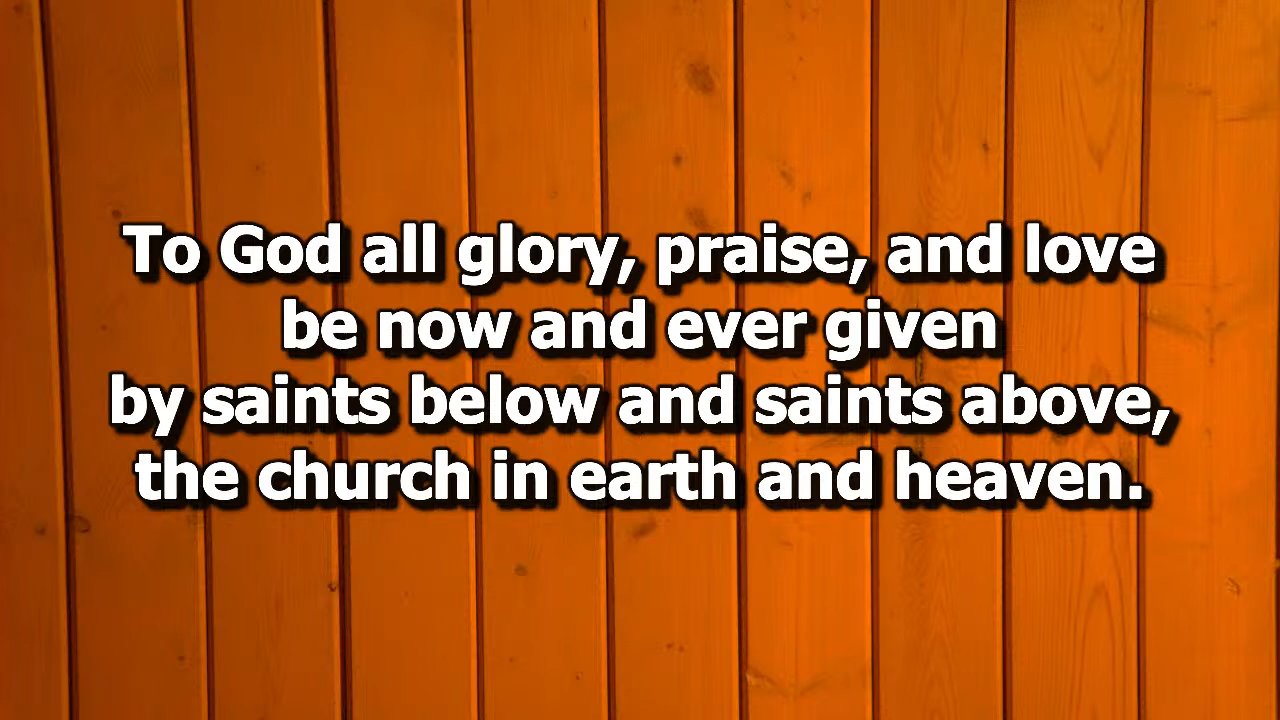 To God all glory, praise, and love
be now and ever given
by saints below and saints above,
the church in earth and heaven.